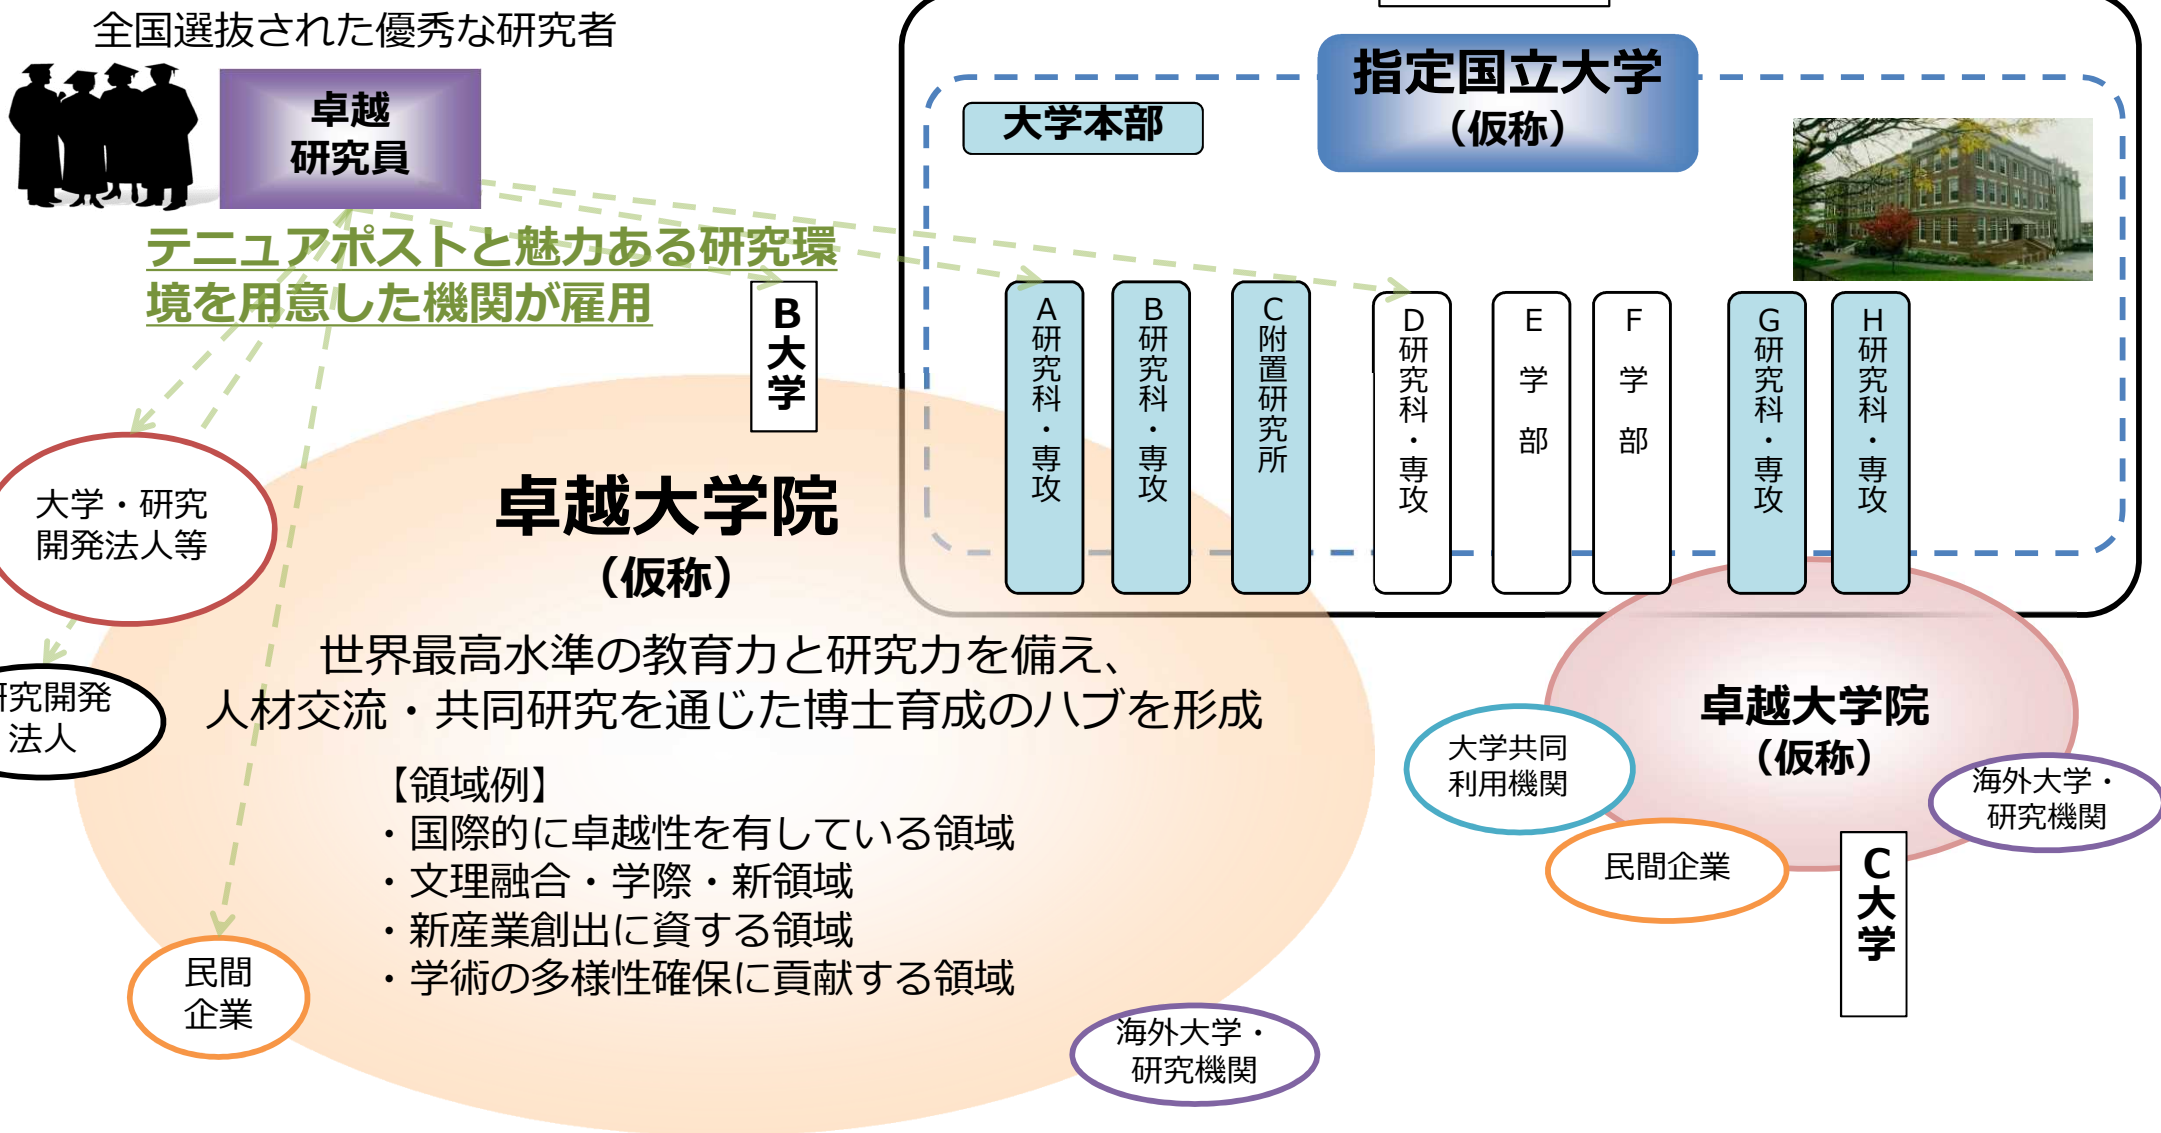 全国選抜された優秀な研究者
卓越
研究員
テニュアポストと魅力ある研究環
境を用意した機関が雇用
指定国立大学
（仮称）
大学本部
B大学
A研究科・専攻
B研究科・専攻
C附置研究所
D研究科・専攻
E学部
F学部
G研究科・専攻
H研究科・専攻
大学・研究
開発法人等
卓越大学院
（仮称）
世界最高水準の教育力と研究力を備え、
人材交流・共同研究を通じた博士育成のハブを形成
究開発
法人
【領域例】
・国際的に卓越性を有している領域
・文理融合・学際・新領域
・新産業創出に資する領域
・学術の多様性確保に貢献する領域
民間
企業
海外大学・
研究機関
卓越大学院
（仮称）
大学共同
利用機関
民間企業
海外大学・
研究機関
C大学